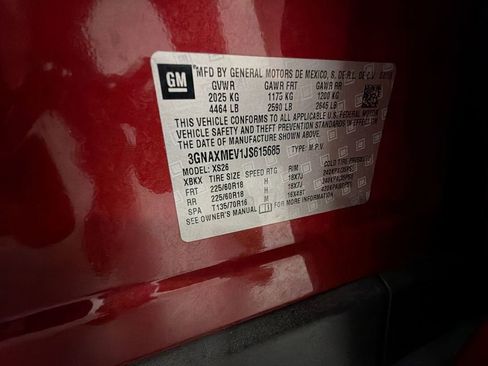 GM
MFD BY GENERAL MOTORS DE MEXICO, S. DE R.L. DE C.V.
GVWR GAWR FRT GAWR RR
2025 KG 1175 KG 1200 KG
4464 LB 2590 LB 2645 LB
THIS VEHICLE CONFORMS TO ALL APPLICABLE U.S. FEDERAL MOTOR
VEHICLE SAFETY AND THEFT PREVENTION STANDARDS IN EFFECT ON
THE DATE OF MANUFACTURE SHOWN ABOVE.
3GNAXMEV1JS615685 TYPE: M.P.V.
MODEL: XS26
XBKX TIRE SIZE SPEED RTG RIM COLD TIRE
FRT 225/60R18 H 18X7J
RR 225/60R18 H 18X7J
SPA T135/70R16 M 16X4BT
SEE OWNER'S MANUAL FOR MORE INFORMATION.